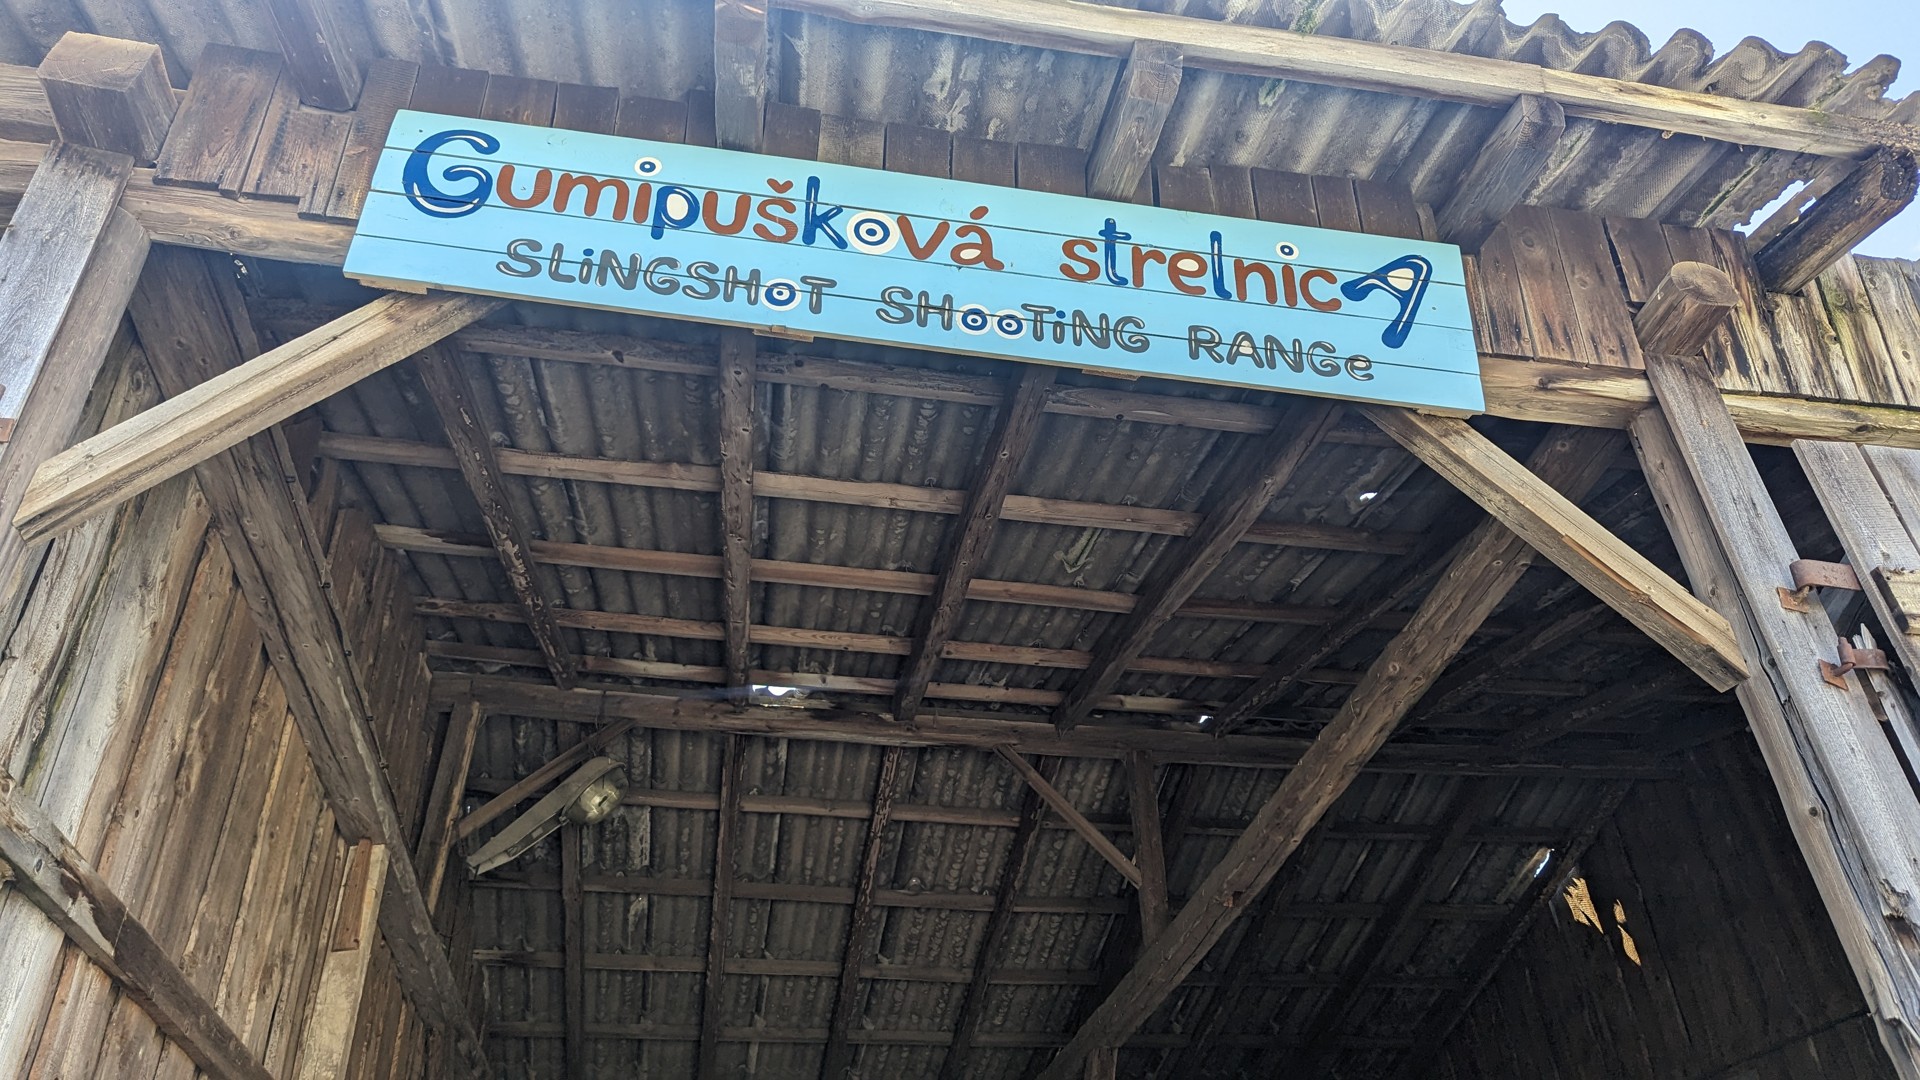 Gumipušková strelnicA
SLiNGSHOT SHOOTiNG RANGe